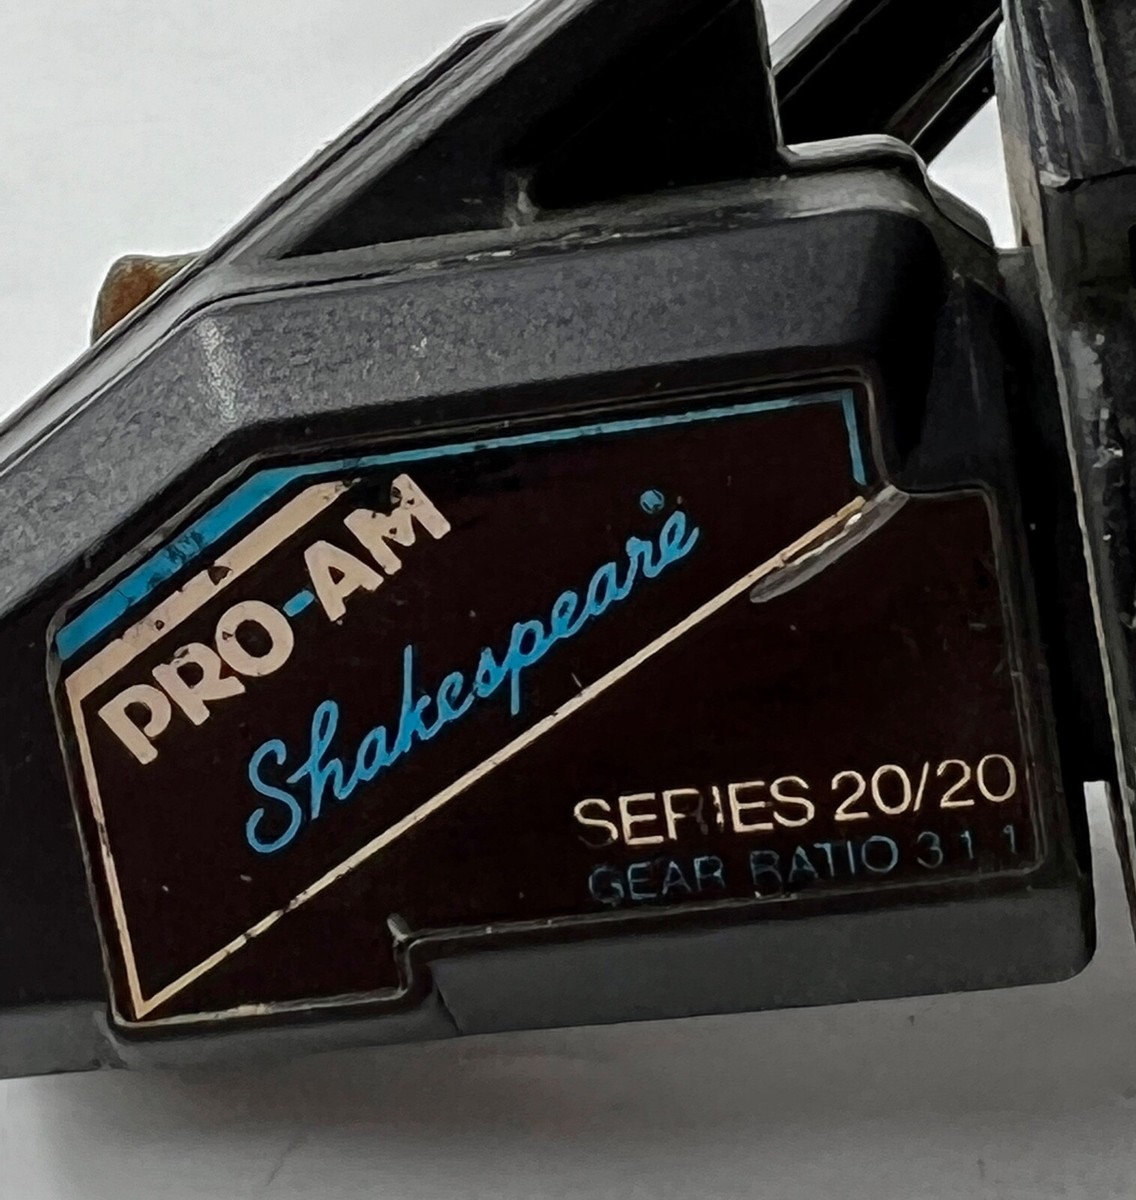 PRO-AM
Shakespeare
SERIES 20/20
GEAR RATIO 3 1 1